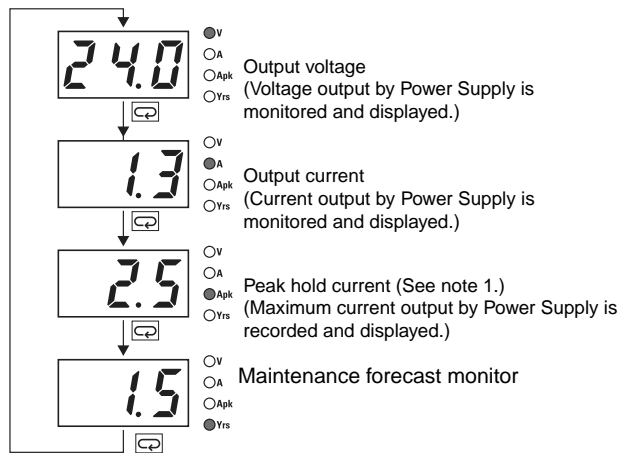 24.0
V
A
Apk
Yrs
Output voltage
(Voltage output by Power Supply is
monitored and displayed.)
1.3
V
A
Apk
Yrs
Output current
(Current output by Power Supply is
monitored and displayed.)
2.5
V
A
Apk
Yrs
Peak hold current (See note 1.)
(Maximum current output by Power Supply is
recorded and displayed.)
1.5
V
A
Apk
Yrs
Maintenance forecast monitor